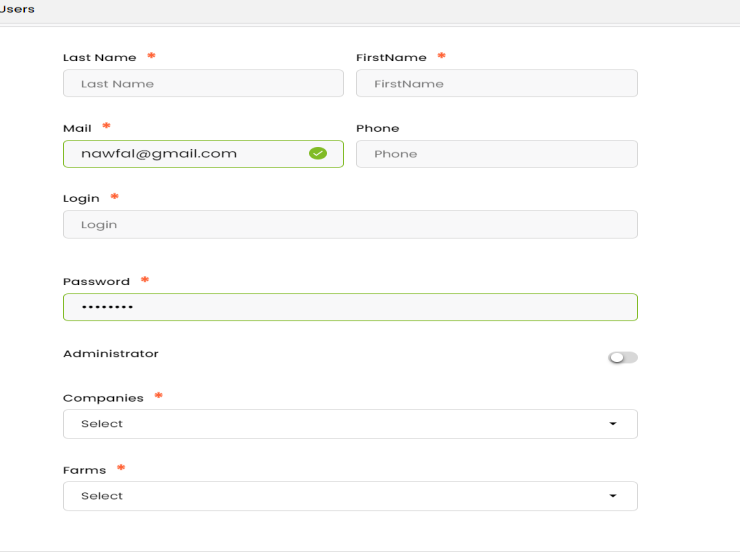 Users
Last Name * FirstName *
Last Name FirstName
Mail * Phone
nawfal@gmail.com Phone
Login *
Login
Password *
••••••••
Administrator
Companies *
Select
Farms *
Select